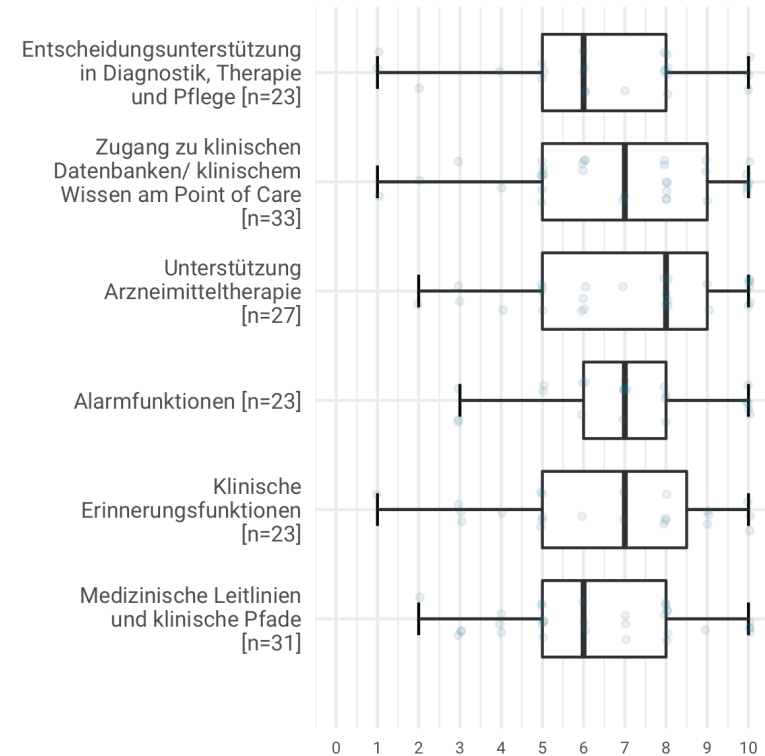 Entscheidungsunterstützung
in Diagnostik, Therapie
und Pflege [n=23]
Zugang zu klinischen
Datenbanken/ klinischem
Wissen am Point of Care
[n=33]
Unterstützung
Arzneimitteltherapie
[n=27]
Alarmfunktionen [n=23]
Klinische
Erinnerungsfunktionen
[n=23]
Medizinische Leitlinien
und klinische Pfade
[n=31]
0 1 2 3 4 5 6 7 8 9 10